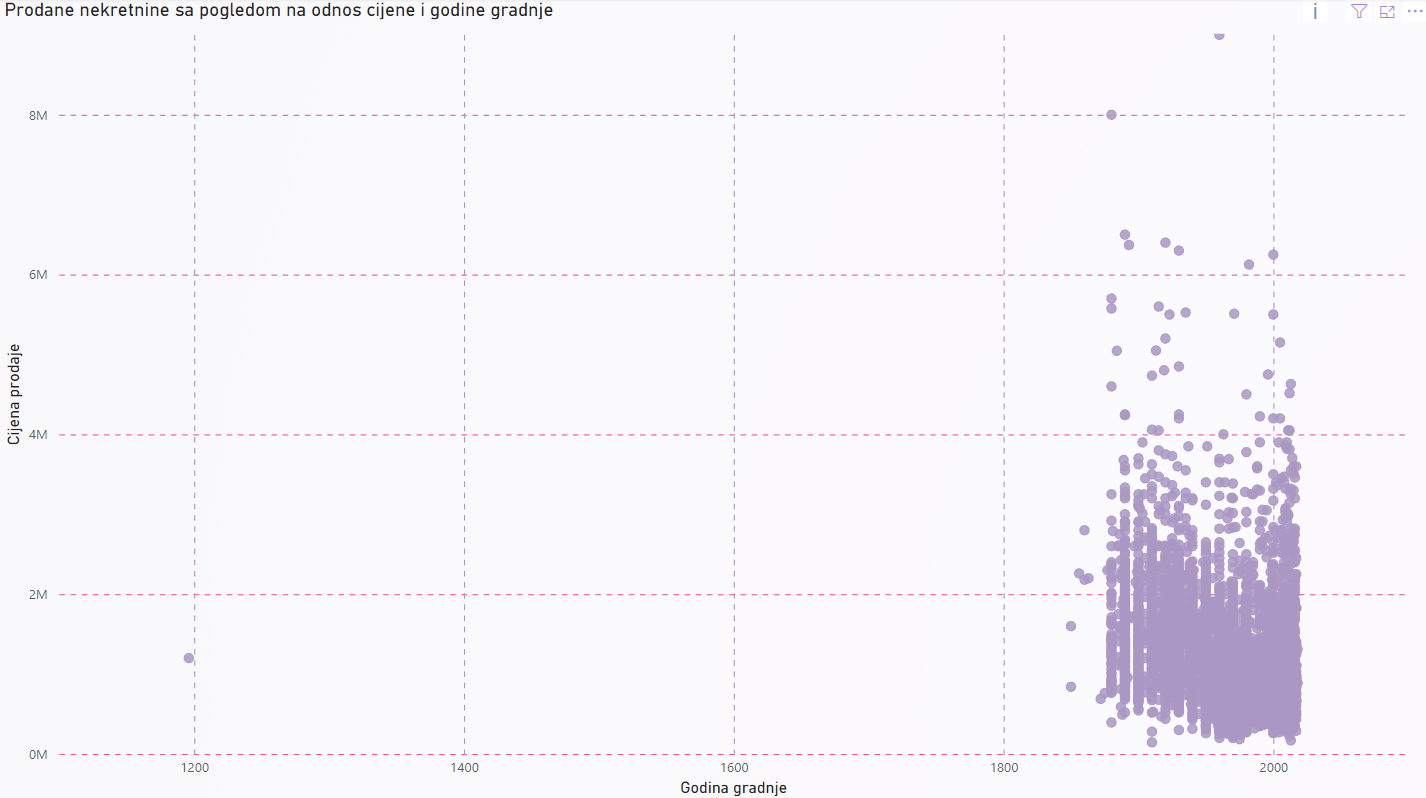 Prodane nekretnine sa pogledom na odnos cijene i godine gradnje
8M
6M
4M
2M
0M
Cijena prodaje
1200 1400 1600 1800 2000
Godina gradnje